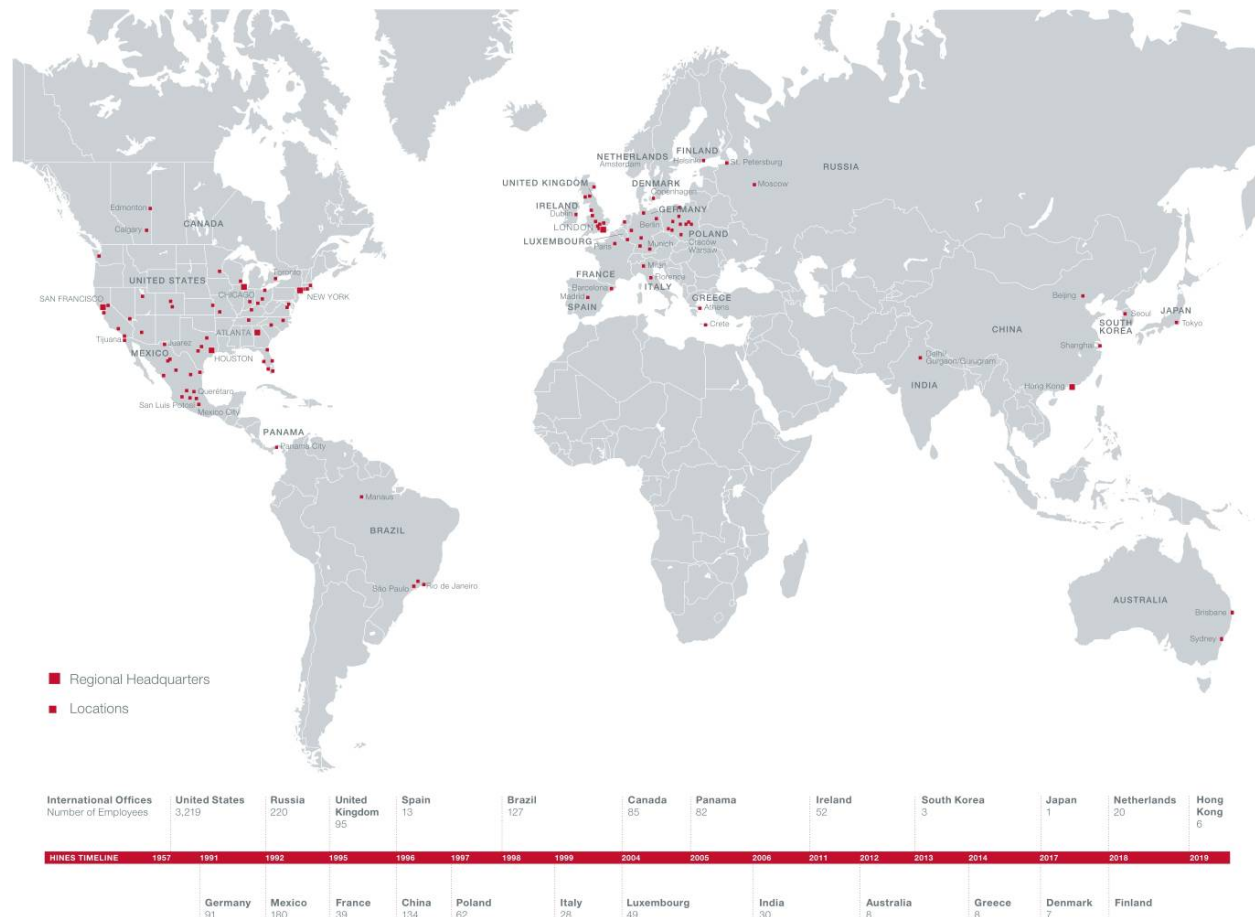 FINLAND
NETHERLANDS
Helsinki
St. Petersburg
RUSSIA
Amsterdam
UNITED KINGDOM
DENMARK
Copenhagen
Moscow
IRELAND
Dublin
GERMANY
LONDON
Berlin
LUXEMBOURG
POLAND
Cracow
Warsaw
Paris
Munich
Milan
FRANCE
Florence
Barcelona
ITALY
Madrid
SPAIN
GREECE
Athens
Crete
Edmonton
CANADA
Calgary
Toronto
UNITED STATES
CHICAGO
NEW YORK
SAN FRANCISCO
ATLANTA
Tijuana
Juarez
MEXICO
HOUSTON
Querétaro
San Luis Potosí
Mexico City
PANAMA
Panama City
Manaus
BRAZIL
São Paulo
Rio de Janeiro
Beijing
Seoul
JAPAN
SOUTH
KOREA
Tokyo
CHINA
Shanghai
Delhi/
Gurgaon/Gurugram
INDIA
Hong Kong
AUSTRALIA
Brisbane
Sydney
Regional Headquarters
Locations
International Offices
Number of Employees
United States
3,219
Russia
220
United
Kingdom
95
Spain
13
Brazil
127
Canada
85
Panama
82
Ireland
52
South Korea
3
Japan
1
Netherlands
20
Hong
Kong
6
HINES TIMELINE 1957 1991 1992 1995 1996 1997 1998 1999 2004 2005 2006 2011 2012 2013 2014 2017 2018 2019
Germany
91
Mexico
180
France
39
China
134
Poland
62
Italy
28
Luxembourg
49
India
30
Australia
8
Greece
8
Denmark
7
Finland